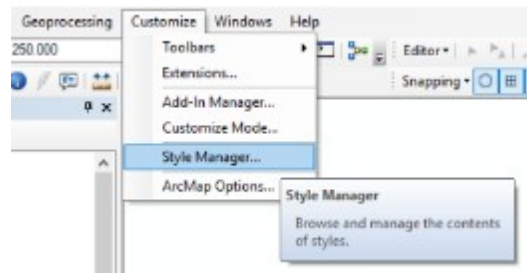 Geoprocessing Customize Windows Help
250.000
Toolbars
Editor
Extensions...
Snapping
Add-In Manager...
Customize Mode...
Style Manager...
ArcMap Options...
Style Manager
Browse and manage the contents
of styles.